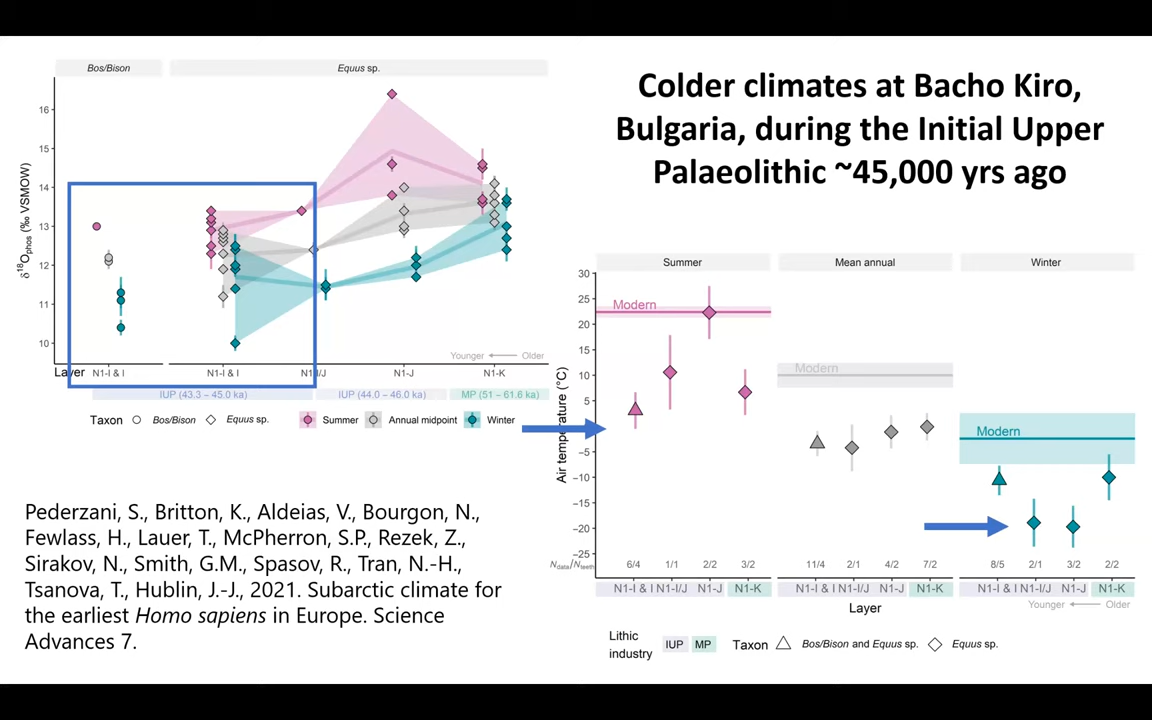 Colder climates at Bacho Kiro,
Bulgaria, during the Initial Upper
Palaeolithic ~45,000 yrs ago
Bos/Bison
Equus sp.
δ18Ophos (‰ VSMOW)
16
15
14
13
12
11
10
Younger ← Older
Layer
N1-I & I
N1-I & I
N1-J
N1-K
IUP (43.3 – 45.0 ka)
IUP (44.0 – 46.0 ka)
MP (51 – 61.6 ka)
Taxon
Bos/Bison
Equus sp.
Summer
Annual midpoint
Winter
Summer
Mean annual
Winter
Air temperature (°C)
30
25
20
15
10
5
−5
−10
−15
−20
−25
Modern
Modern
Modern
Ndata/Nteeth
6/4
1/1
2/2
3/2
11/4
2/1
4/2
7/2
8/5
2/1
3/2
2/2
N1-I & I
N1-I/J
N1-J
N1-K
N1-I & I
N1-I/J
N1-J
N1-K
N1-I & I
N1-I/J
N1-J
N1-K
Layer
Younger ← Older
Lithic
industry
IUP
MP
Taxon
Bos/Bison and Equus sp.
Equus sp.
Pederzani, S., Britton, K., Aldeias, V., Bourgon, N.,
Fewlass, H., Lauer, T., McPherron, S.P., Rezek, Z.,
Sirakov, N., Smith, G.M., Spasov, R., Tran, N.-H.,
Tsanova, T., Hublin, J.-J., 2021. Subarctic climate for
the earliest Homo sapiens in Europe. Science
Advances 7.